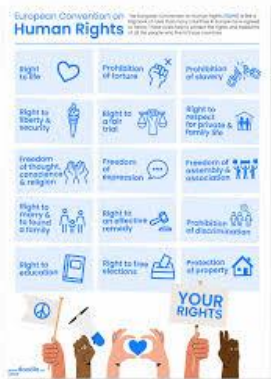 European Convention on
Human Rights
Right
to life
Prohibition
of torture
Prohibition
of slavery
Right to
liberty &
security
Right to
a fair
trial
Right to
respect
for private &
family life
Freedom
of thought,
conscience
& religion
Freedom
of
expression
Freedom of
assembly &
association
Right to
marry &
to found
a family
Right to
an effective
remedy
Prohibition
of discrimination
Right to
education
Right to free
elections
Protection
of property
YOUR
RIGHTS